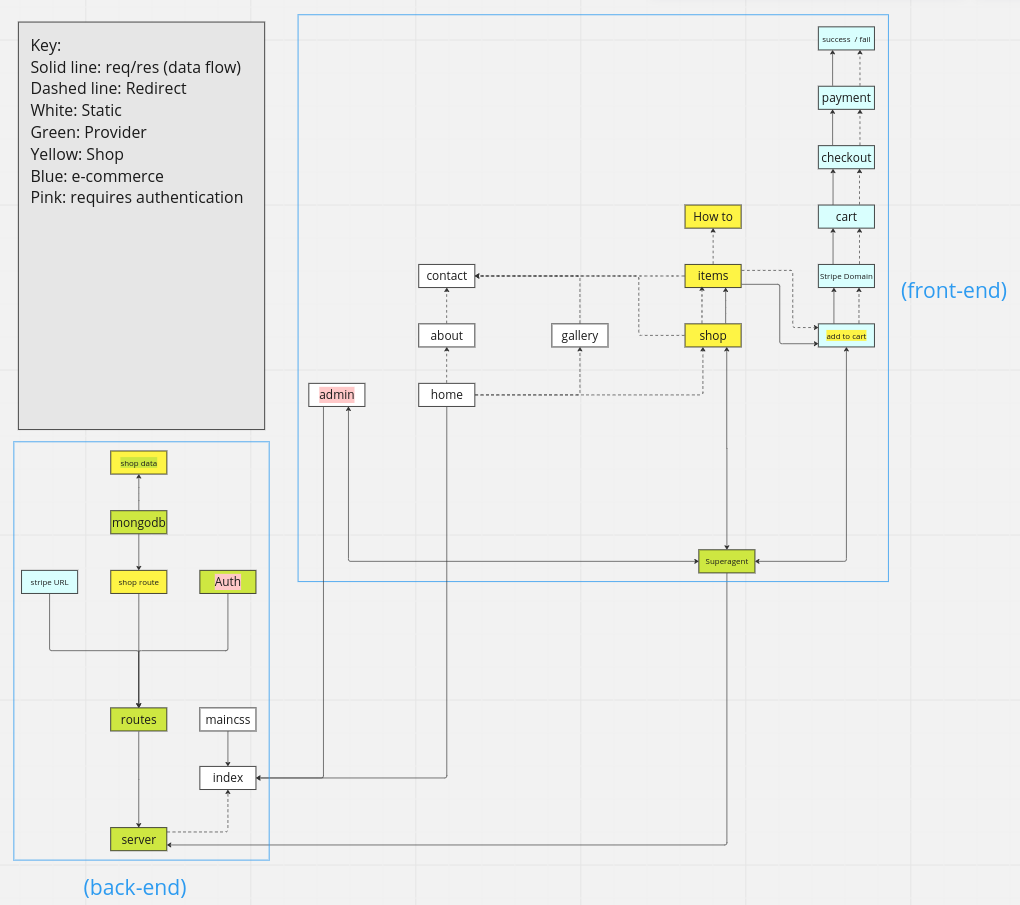 Key:
Solid line: req/res (data flow)
Dashed line: Redirect
White: Static
Green: Provider
Yellow: Shop
Blue: e-commerce
Pink: requires authentication
success / fail
payment
checkout
cart
How to
contact
items
Stripe Domain
(front-end)
about
gallery
shop
add to cart
admin
home
shop data
mongodb
Superagent
stripe URL
shop route
Auth
routes
maincss
index
server
(back-end)